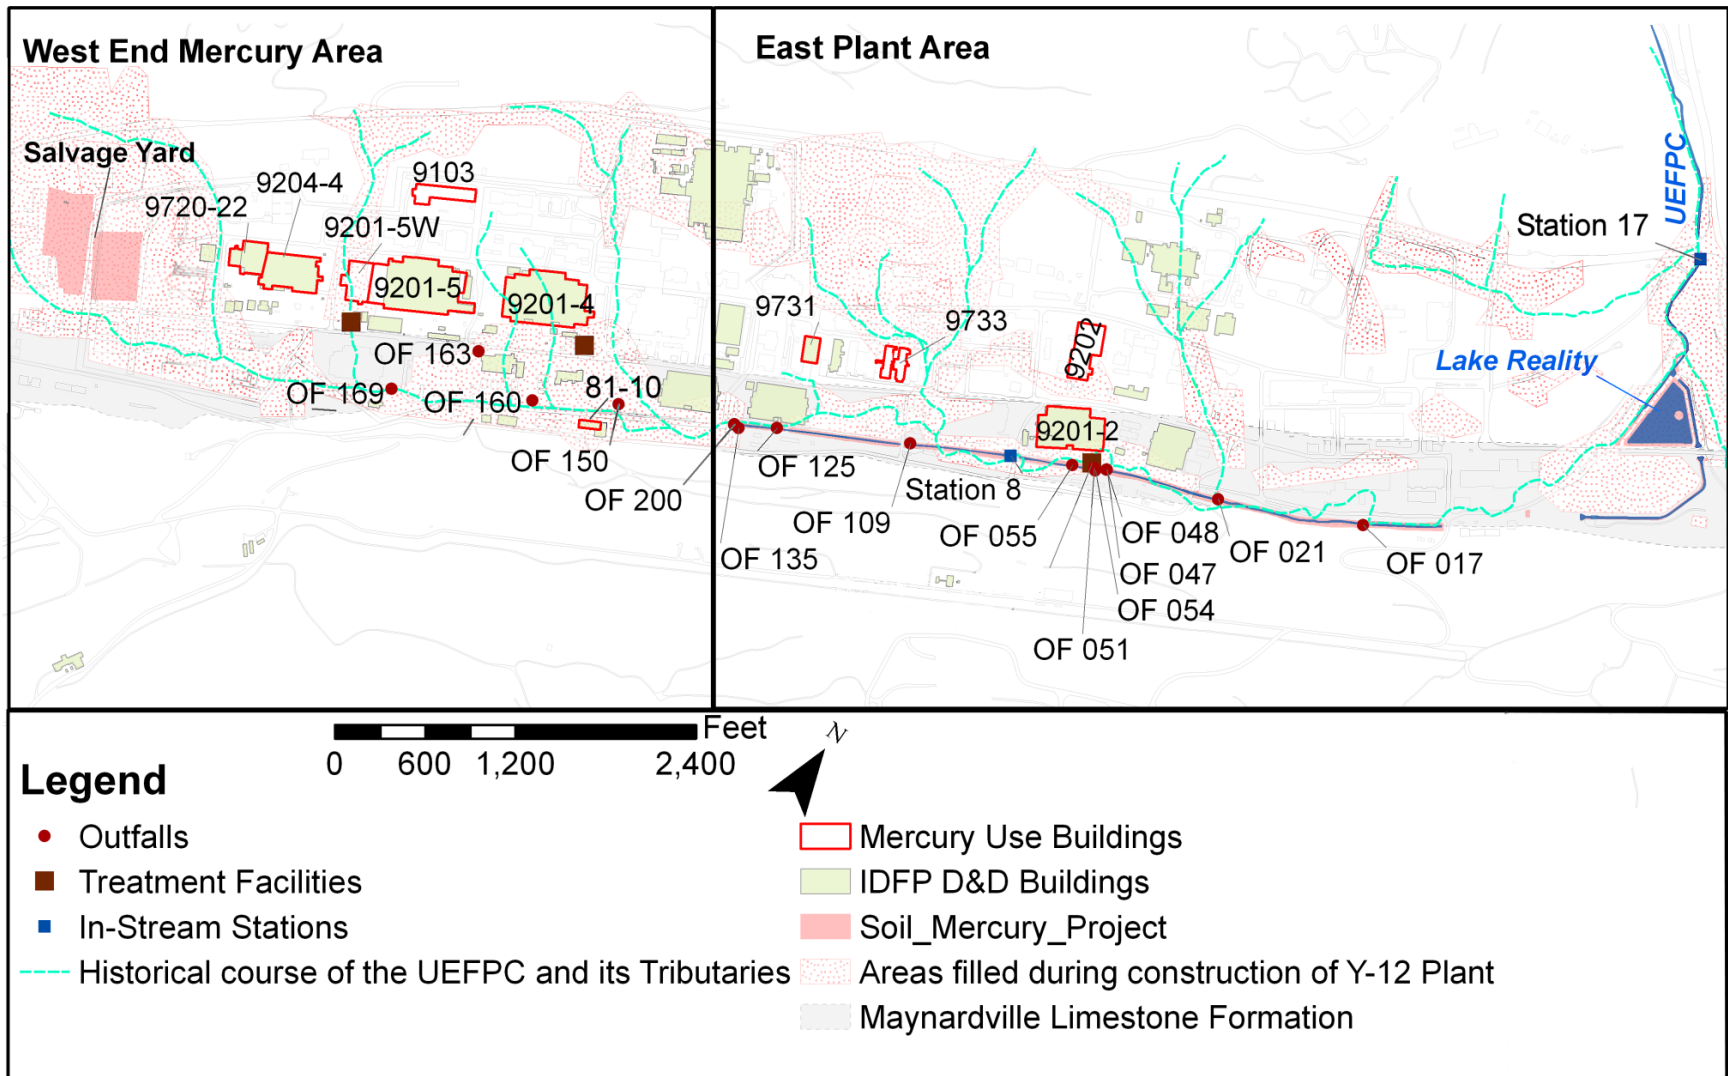 West End Mercury Area
East Plant Area
Salvage Yard
9720-22
9204-4
9103
9201-5W
9201-5
9201-4
OF 163
OF 169
OF 160
81-10
OF 150
OF 200
9731
9733
9202
9201-2
UEFPC
Station 17
Lake Reality
OF 125
OF 135
OF 109
Station 8
OF 055
OF 048
OF 047
OF 054
OF 051
OF 021
OF 017
Feet
0 600 1,200 2,400
N
Legend
Outfalls
Treatment Facilities
In-Stream Stations
Historical course of the UEFPC and its Tributaries
Mercury Use Buildings
IDFP D&D Buildings
Soil_Mercury_Project
Areas filled during construction of Y-12 Plant
Maynardville Limestone Formation